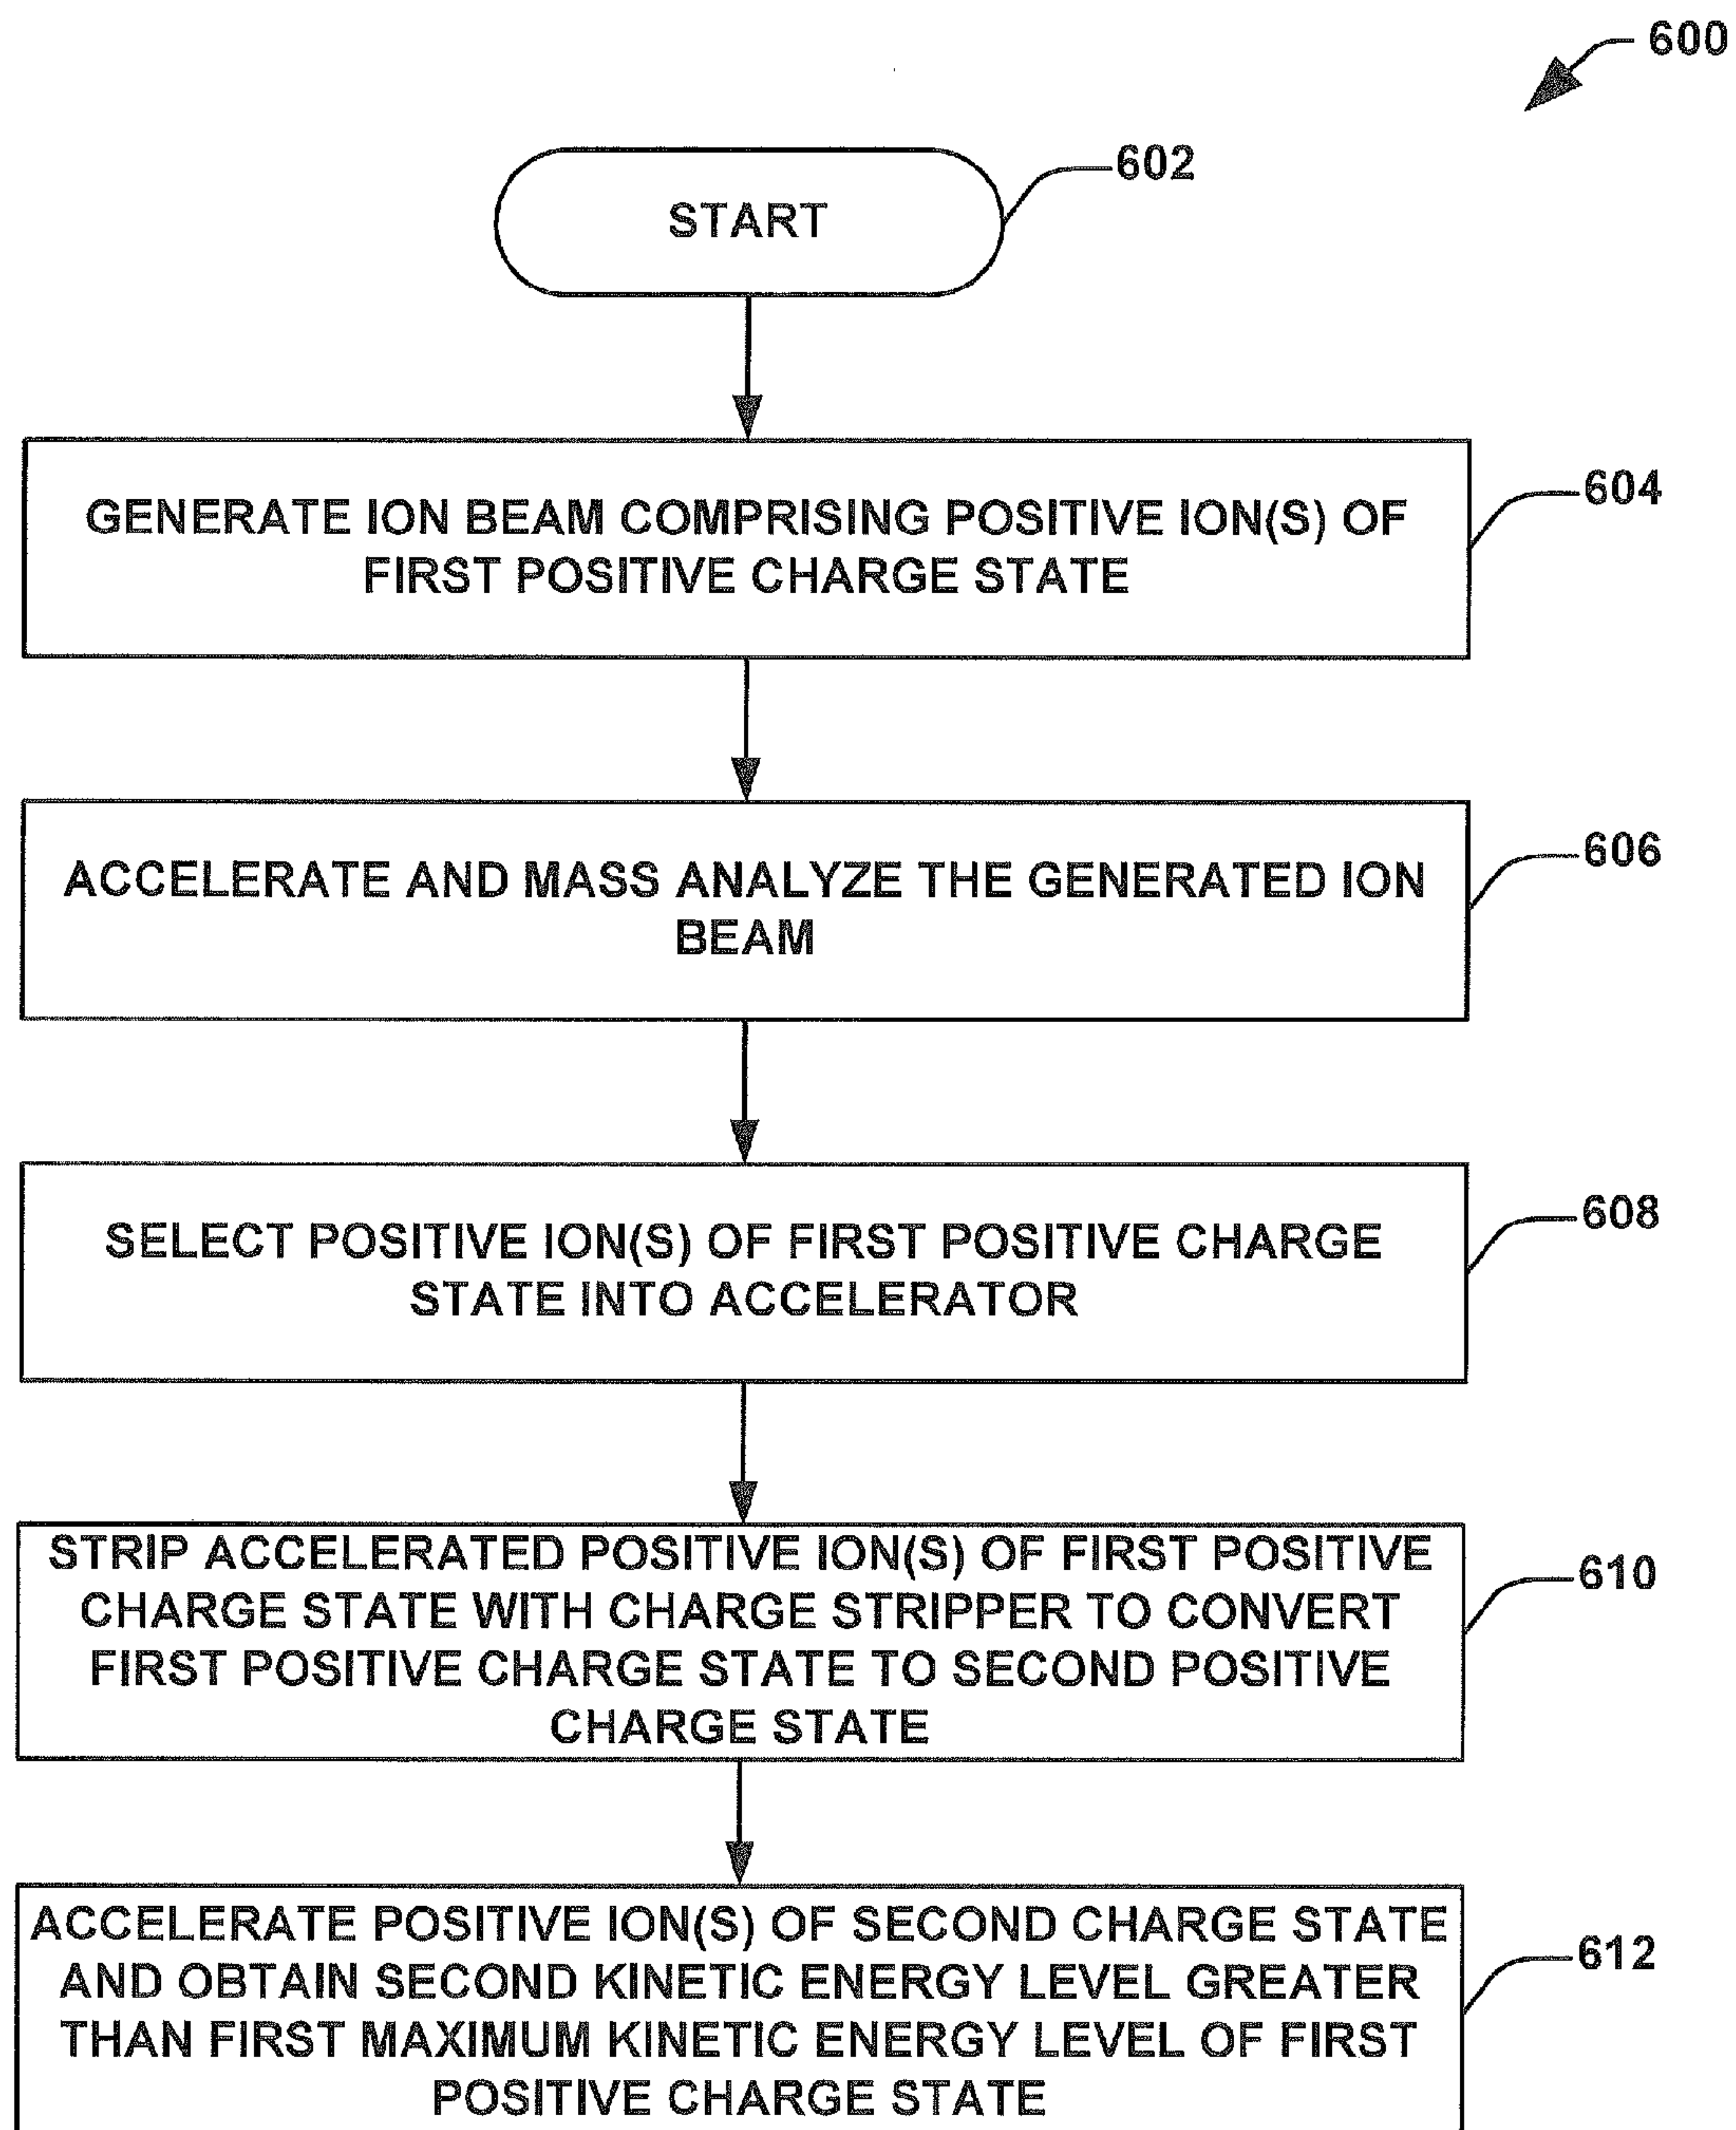 600
602
START
604
GENERATE ION BEAM COMPRISING POSITIVE ION(S) OF
FIRST POSITIVE CHARGE STATE
606
ACCELERATE AND MASS ANALYZE THE GENERATED ION
BEAM
608
SELECT POSITIVE ION(S) OF FIRST POSITIVE CHARGE
STATE INTO ACCELERATOR
610
STRIP ACCELERATED POSITIVE ION(S) OF FIRST POSITIVE
CHARGE STATE WITH CHARGE STRIPPER TO CONVERT
FIRST POSITIVE CHARGE STATE TO SECOND POSITIVE
CHARGE STATE
612
ACCELERATE POSITIVE ION(S) OF SECOND CHARGE STATE
AND OBTAIN SECOND KINETIC ENERGY LEVEL GREATER
THAN FIRST MAXIMUM KINETIC ENERGY LEVEL OF FIRST
POSITIVE CHARGE STATE